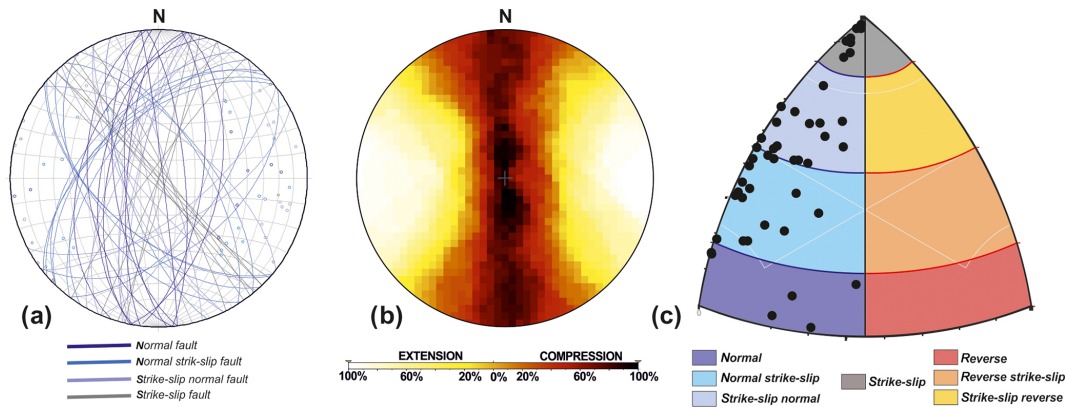 N
(a)
Normal fault
Normal strik-slip fault
Strike-slip normal fault
Strike-slip fault
N
(b)
EXTENSION COMPRESSION
100% 60% 20% 0% 20% 60% 100%
(c)
0
Normal
Normal strike-slip
Strike-slip normal
Strike-slip
Reverse
Reverse strike-slip
Strike-slip reverse